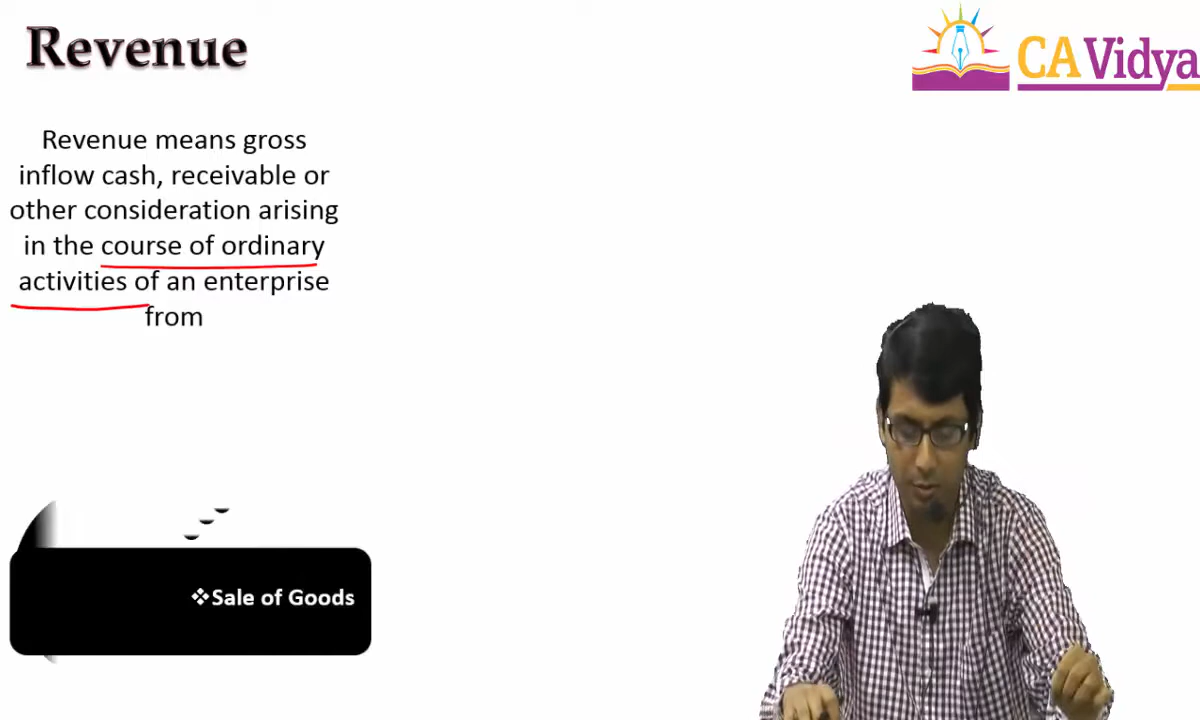 Revenue
CA Vidya
Revenue means gross
inflow cash, receivable or
other consideration arising
in the course of ordinary
activities of an enterprise
from
❖Sale of Goods